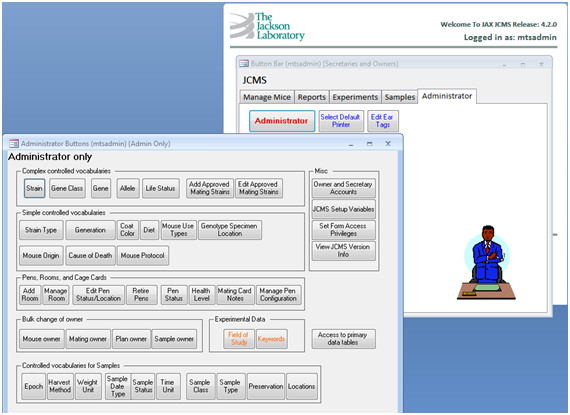 The
Jackson
Laboratory
Welcome To JAX JCMS Release: 4.2.0
Logged in as: mtsadmin
Button Bar (mtsadmin) [Secretaries and Owners]
JCMS
Manage Mice
Reports
Experiments
Samples
Administrator
Administrator
Select Default
Printer
Edit Ear
Tags
Administrator Buttons (mtsadmin) (Admin Only)
Administrator only
Complex controlled vocabularies
Strain
Gene Class
Gene
Allele
Life Status
Add Approved
Mating Strains
Edit Approved
Mating Strains
Simple controlled vocabularies
Strain Type
Generation
Coat
Color
Diet
Mouse Use
Types
Genotype Specimen
Location
Mouse Origin
Cause of Death
Mouse Protocol
Misc
Owner and Secretary
Accounts
JCMS Setup Variables
Set Form Access
Privileges
View JCMS Version
Info
Pens, Rooms, and Cage Cards
Add
Room
Manage
Room
Edit Pen
Status/Location
Retire
Pens
Pen
Status
Health
Level
Mating Card
Notes
Manage Pen
Configuration
Bulk change of owner
Mouse owner
Mating owner
Plan owner
Sample owner
Experimental Data
Field of
Study
Keywords
Access to primary
data tables
Controlled vocabularies for Samples
Epoch
Harvest
Method
Weight
Unit
Sample
Date
Type
Sample
Status
Time
Unit
Sample
Class
Sample
Type
Preservation
Locations